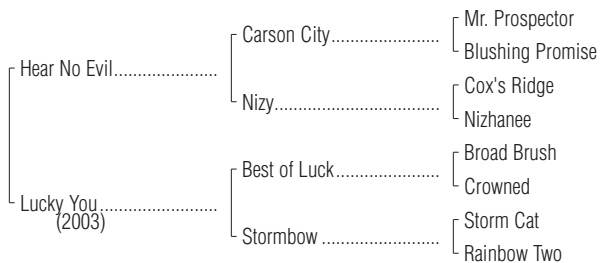 Mr. Prospector
Carson City
Blushing Promise
Hear No Evil
Cox's Ridge
Nizy
Nizhanee
Broad Brush
Best of Luck
Crowned
Lucky You
(2003)
Storm Cat
Stormbow
Rainbow Two